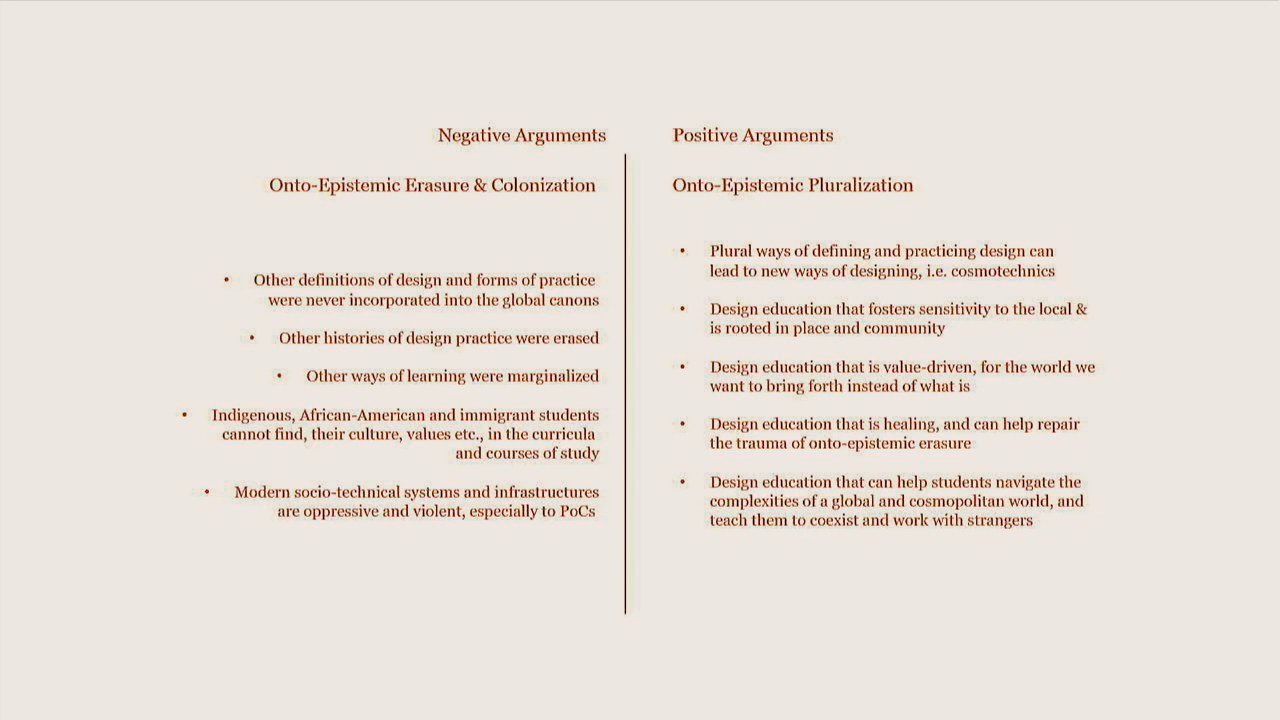 Negative Arguments
Onto-Epistemic Erasure & Colonization
• Other definitions of design and forms of practice
were never incorporated into the global canons
• Other histories of design practice were erased
• Other ways of learning were marginalized
• Indigenous, African-American and immigrant students
cannot find, their culture, values etc., in the curricula
and courses of study
• Modern socio-technical systems and infrastructures
are oppressive and violent, especially to PoCs
Positive Arguments
Onto-Epistemic Pluralization
• Plural ways of defining and practicing design can
lead to new ways of designing, i.e. cosmotechnics
• Design education that fosters sensitivity to the local &
is rooted in place and community
• Design education that is value-driven, for the world we
want to bring forth instead of what is
• Design education that is healing, and can help repair
the trauma of onto-epistemic erasure
• Design education that can help students navigate the
complexities of a global and cosmopolitan world, and
teach them to coexist and work with strangers